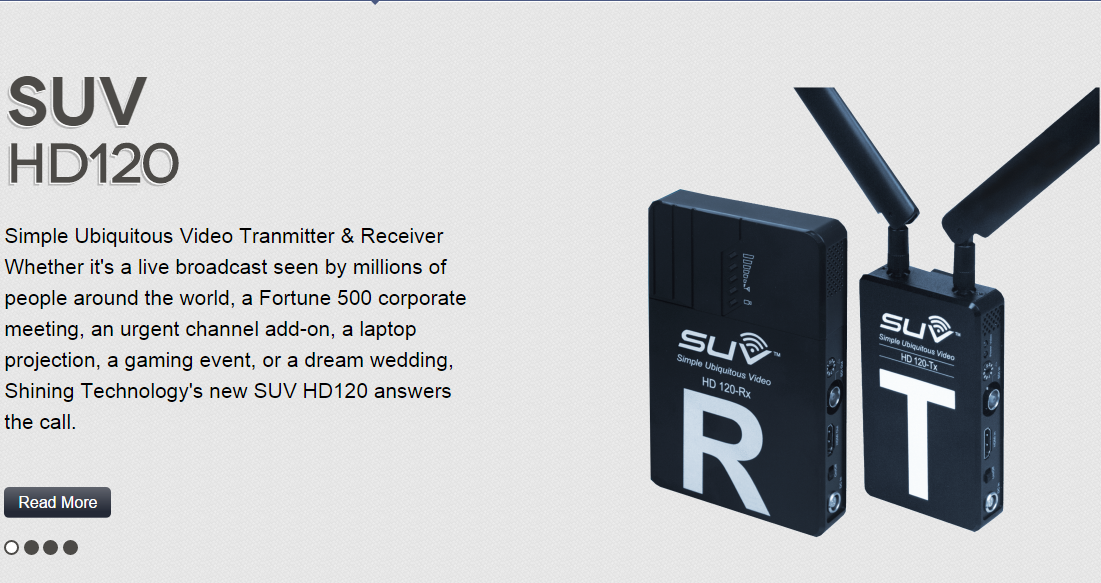 SUV
HD120
Simple Ubiquitous Video Tranmitter & Receiver
Whether it's a live broadcast seen by millions of
people around the world, a Fortune 500 corporate
meeting, an urgent channel add-on, a laptop
projection, a gaming event, or a dream wedding,
Shining Technology's new SUV HD120 answers
the call.
Read More
SUV™
Simple Ubiquitous Video
HD 120-Rx
R
SUV™
Simple Ubiquitous Video
HD 120-Tx
T